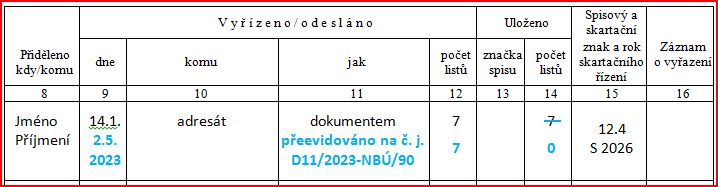 Přiděleno kdy/komu
Vyřízeno/odesláno
dne
komu
jak
počet listů
Uloženo
značka spisu
počet listů
Spisový a skartační znak a rok skartačního řízení
Záznam o vyřazení
8 9 10 11 12 13 14 15 16
Jméno Příjmení
14.1.
2.5.
2023
adresát
dokumentem
přeevidováno na č. j.
D11/2023-NBÚ/90
7
7
7
0
12.4
S 2026